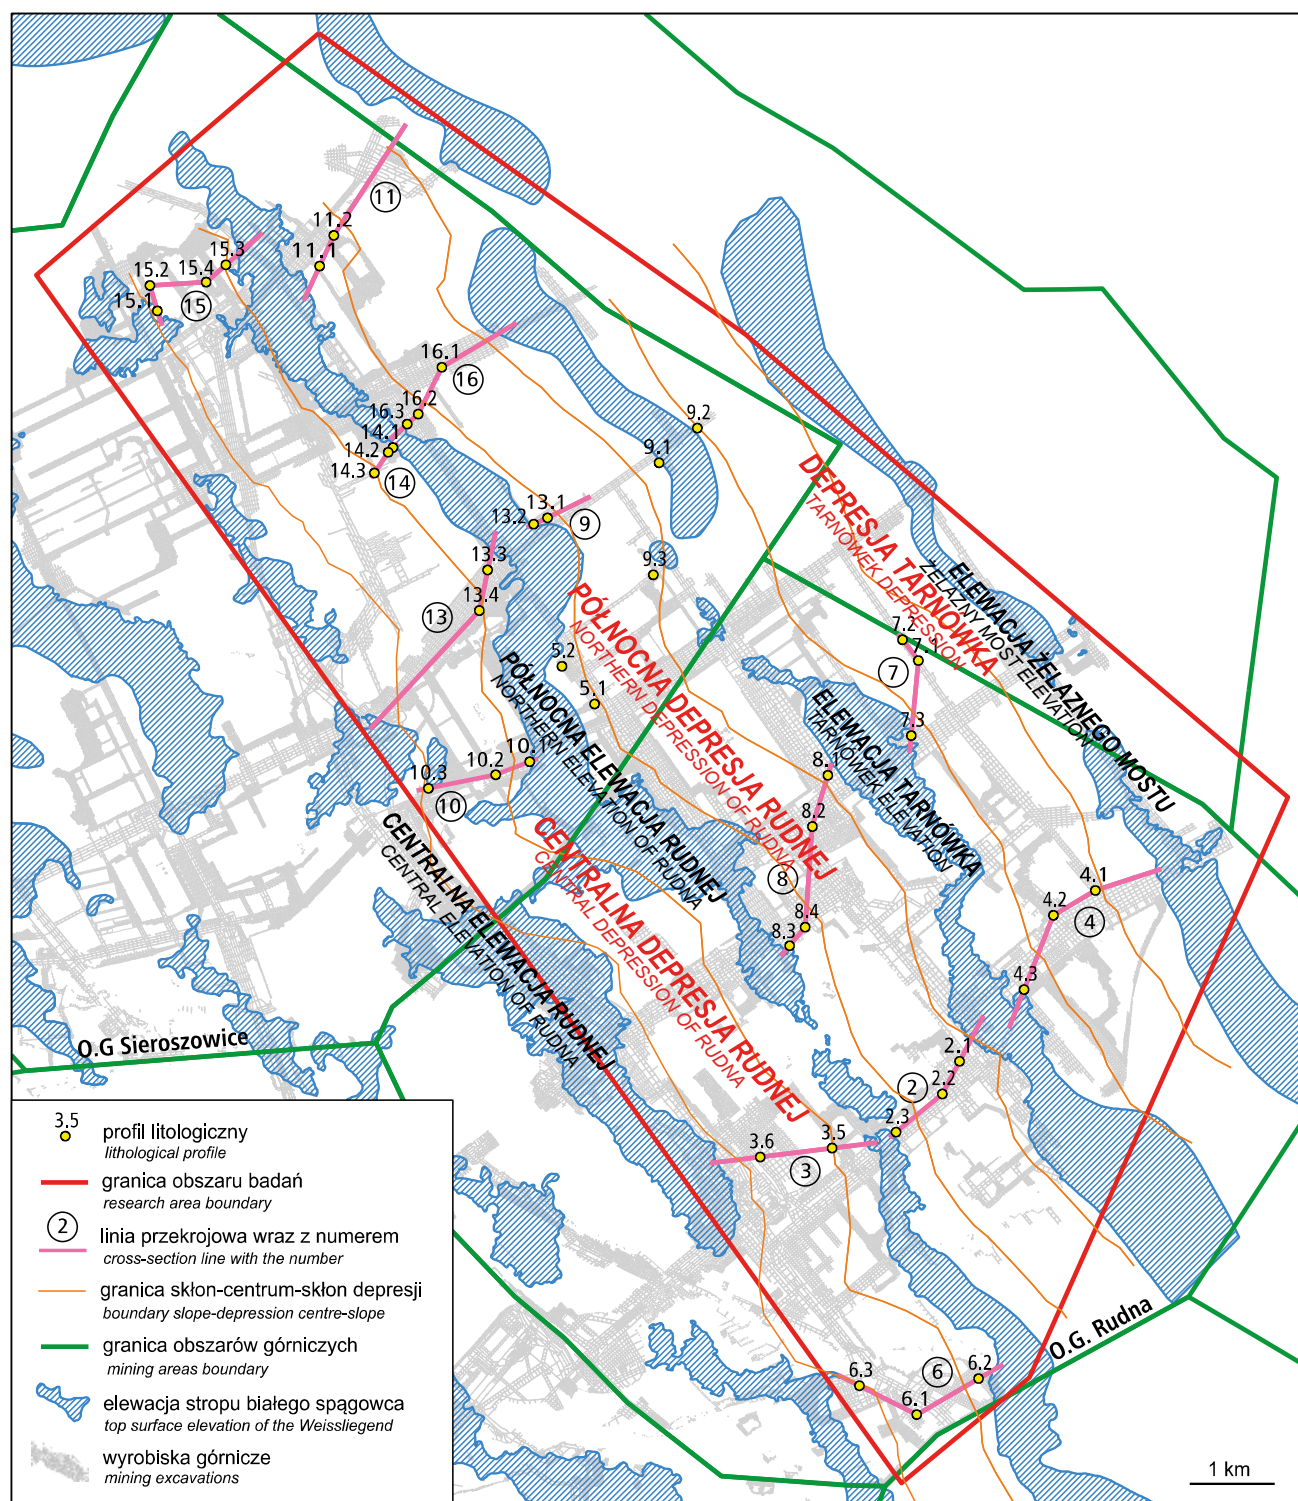 11
11.2
11.1
15.3
15.2
15.4
15.1
15
16.1
16
16.2
16.3
14.1
14.2
14.3
14
9.2
9.1
13.1
13.2
9
9.3
13.3
13.4
13
DEPRESJA TARNÓWKA
TARNÓWEK DEPRESSION
ELEWACJA ŻELAZNEGO MOSTU
ŻELAZNY MOST ELEVATION
PÓŁNOCNA DEPRESJA RUDNEJ
NORTHERN DEPRESSION OF RUDNA
7.2
7.1
7
7.3
5.2
5.1
PÓŁNOCNA ELEWACJA RUDNEJ
NORTHERN ELEVATION OF RUDNA
ELEWACJA TARNÓWKA
TARNÓWEK ELEVATION
10.1
10.2
10.3
10
8.1
8.2
8
8.4
8.3
CENTRALNA ELEWACJA RUDNEJ
CENTRAL ELEVATION OF RUDNA
CENTRALNA DEPRESJA RUDNEJ
CENTRAL DEPRESSION OF RUDNA
4.1
4.2
4
4.3
2.1
2.2
2
2.3
3.5
3.6
3
O.G Sieroszowice
O.G. Rudna
6.3
6
6.2
6.1
3.5
profil litologiczny
lithological profile
granica obszaru badań
research area boundary
2
linia przekrojowa wraz z numerem
cross-section line with the number
granica skłon-centrum-skłon depresji
boundary slope-depression centre-slope
granica obszarów górniczych
mining areas boundary
elewacja stropu białego spągowca
top surface elevation of the Weissliegend
wyrobiska górnicze
mining excavations
1 km